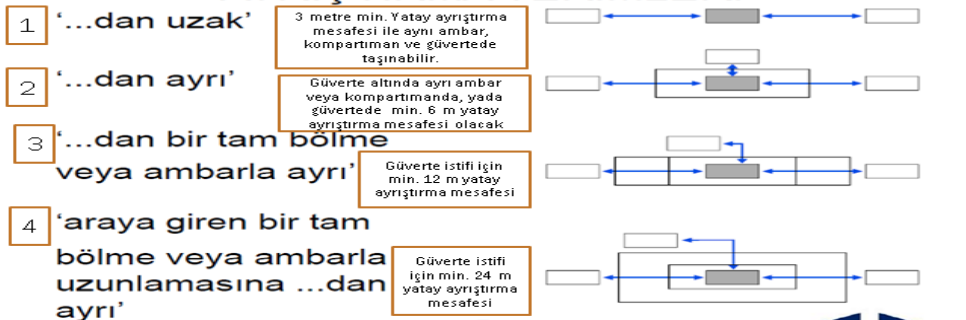 1
‘...dan uzak’
3 metre min. Yatay ayrıştırma
mesafesi ile aynı ambar,
kompartıman ve güvertede
taşınabilir.
2
‘...dan ayrı’
Güverte altında ayrı ambar
veya kompartımanda, yada
güvertede min. 6 m yatay
ayrıştırma mesafesi olacak
3
‘...dan bir tam bölme
veya ambarla ayrı’
Güverte istifi için
min. 12 m yatay
ayrıştırma mesafesi
4
‘araya giren bir tam
bölme veya ambarla
uzunlamasına ...dan
ayrı’
Güverte istifi
için min. 24 m
yatay ayrıştırma
mesafesi